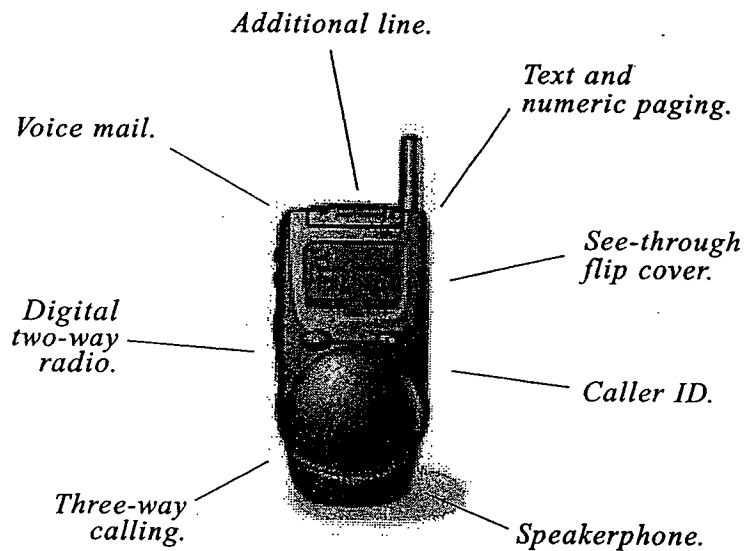 Additional line.
Text and
numeric paging.
Voice mail.
See-through
flip cover.
Digital
two-way
radio.
Caller ID.
Three-way
calling.
Speakerphone.